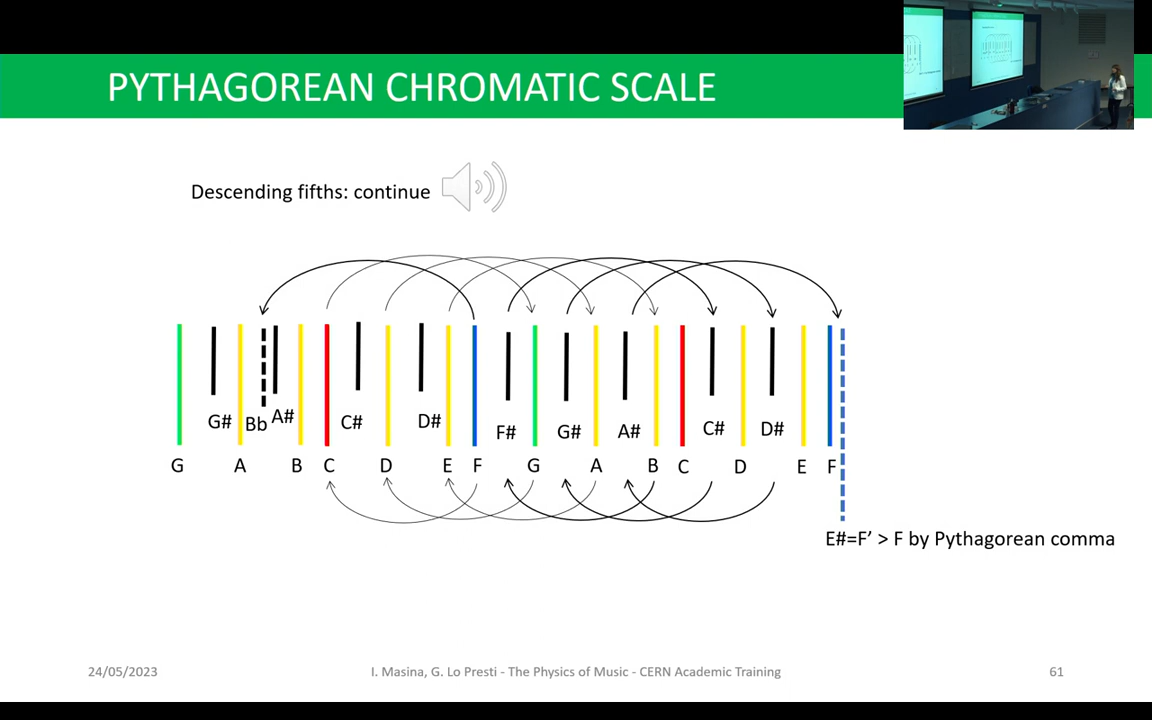 PYTHAGOREAN CHROMATIC SCALE
Descending fifths: continue
G# Bb A# C# D# F# G# A# C# D#
G A B C D E F G A B C D E F
E#=F’ > F by Pythagorean comma
24/05/2023 I. Masina, G. Lo Presti - The Physics of Music - CERN Academic Training 61